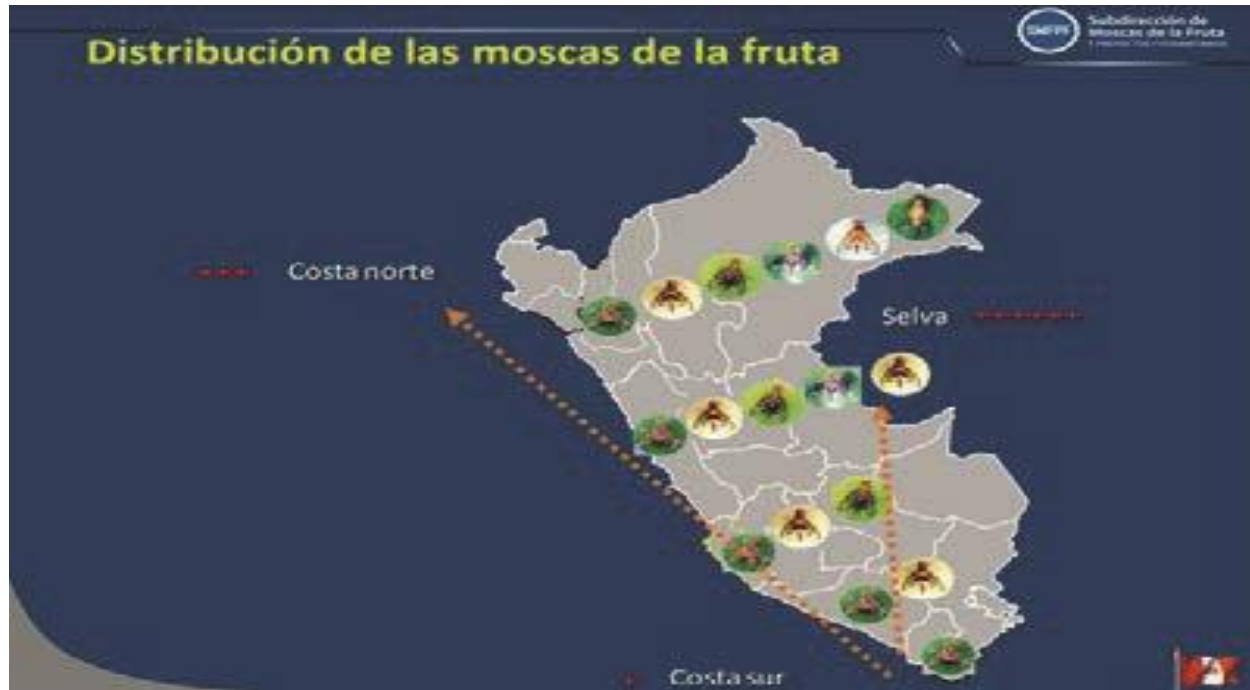 Distribución de las moscas de la fruta
Subdirección de
Moscas de la Fruta
Costa norte
Selva
Costa sur